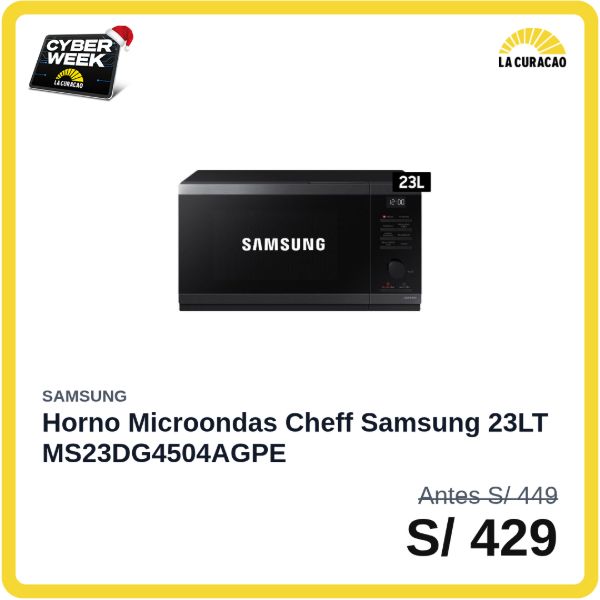 CYBER
WEEK
LA CURACAO
LA CURACAO
23L
12:00
SAMSUNG
SAMSUNG
Horno Microondas Cheff Samsung 23LT
MS23DG4504AGPE
Antes S/ 449
S/ 429